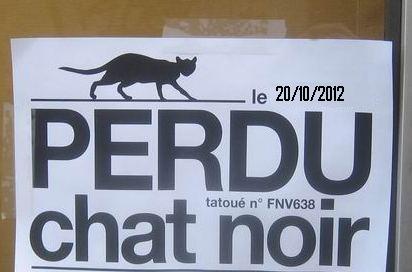 le 20/10/2012
PERDU
tatoué n° FNV638
chat noir